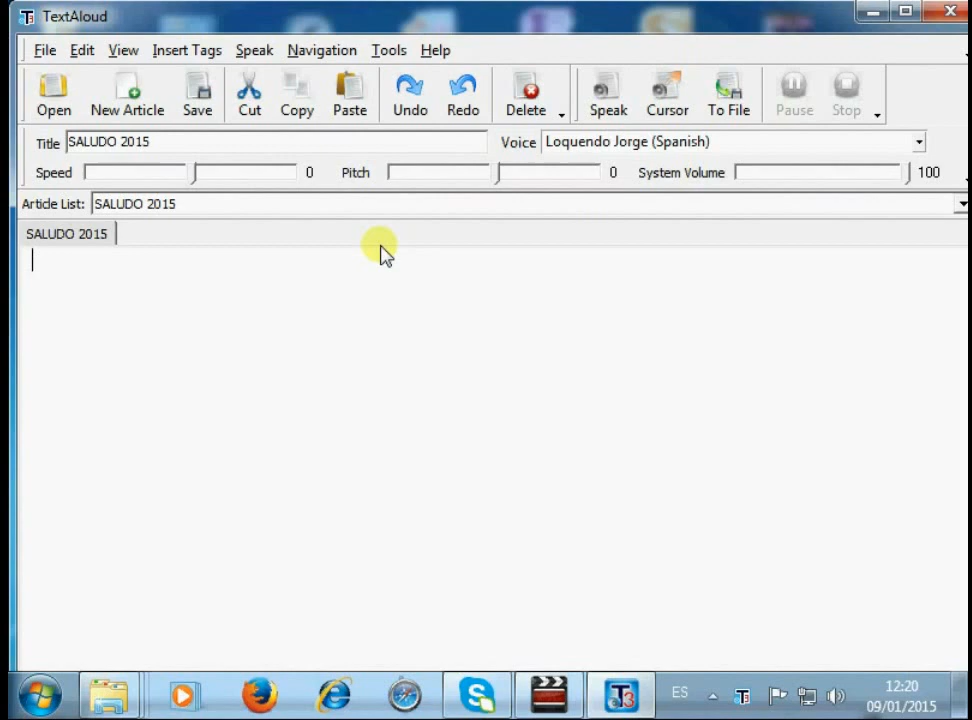 TextAloud
File Edit View Insert Tags Speak Navigation Tools Help
Open New Article Save Cut Copy Paste Undo Redo Delete Speak Cursor To File Pause Stop
Title SALUDO 2015 Voice Loquendo Jorge (Spanish)
Speed 0 Pitch 0 System Volume 100
Article List: SALUDO 2015
SALUDO 2015
ES 12:20
09/01/2015